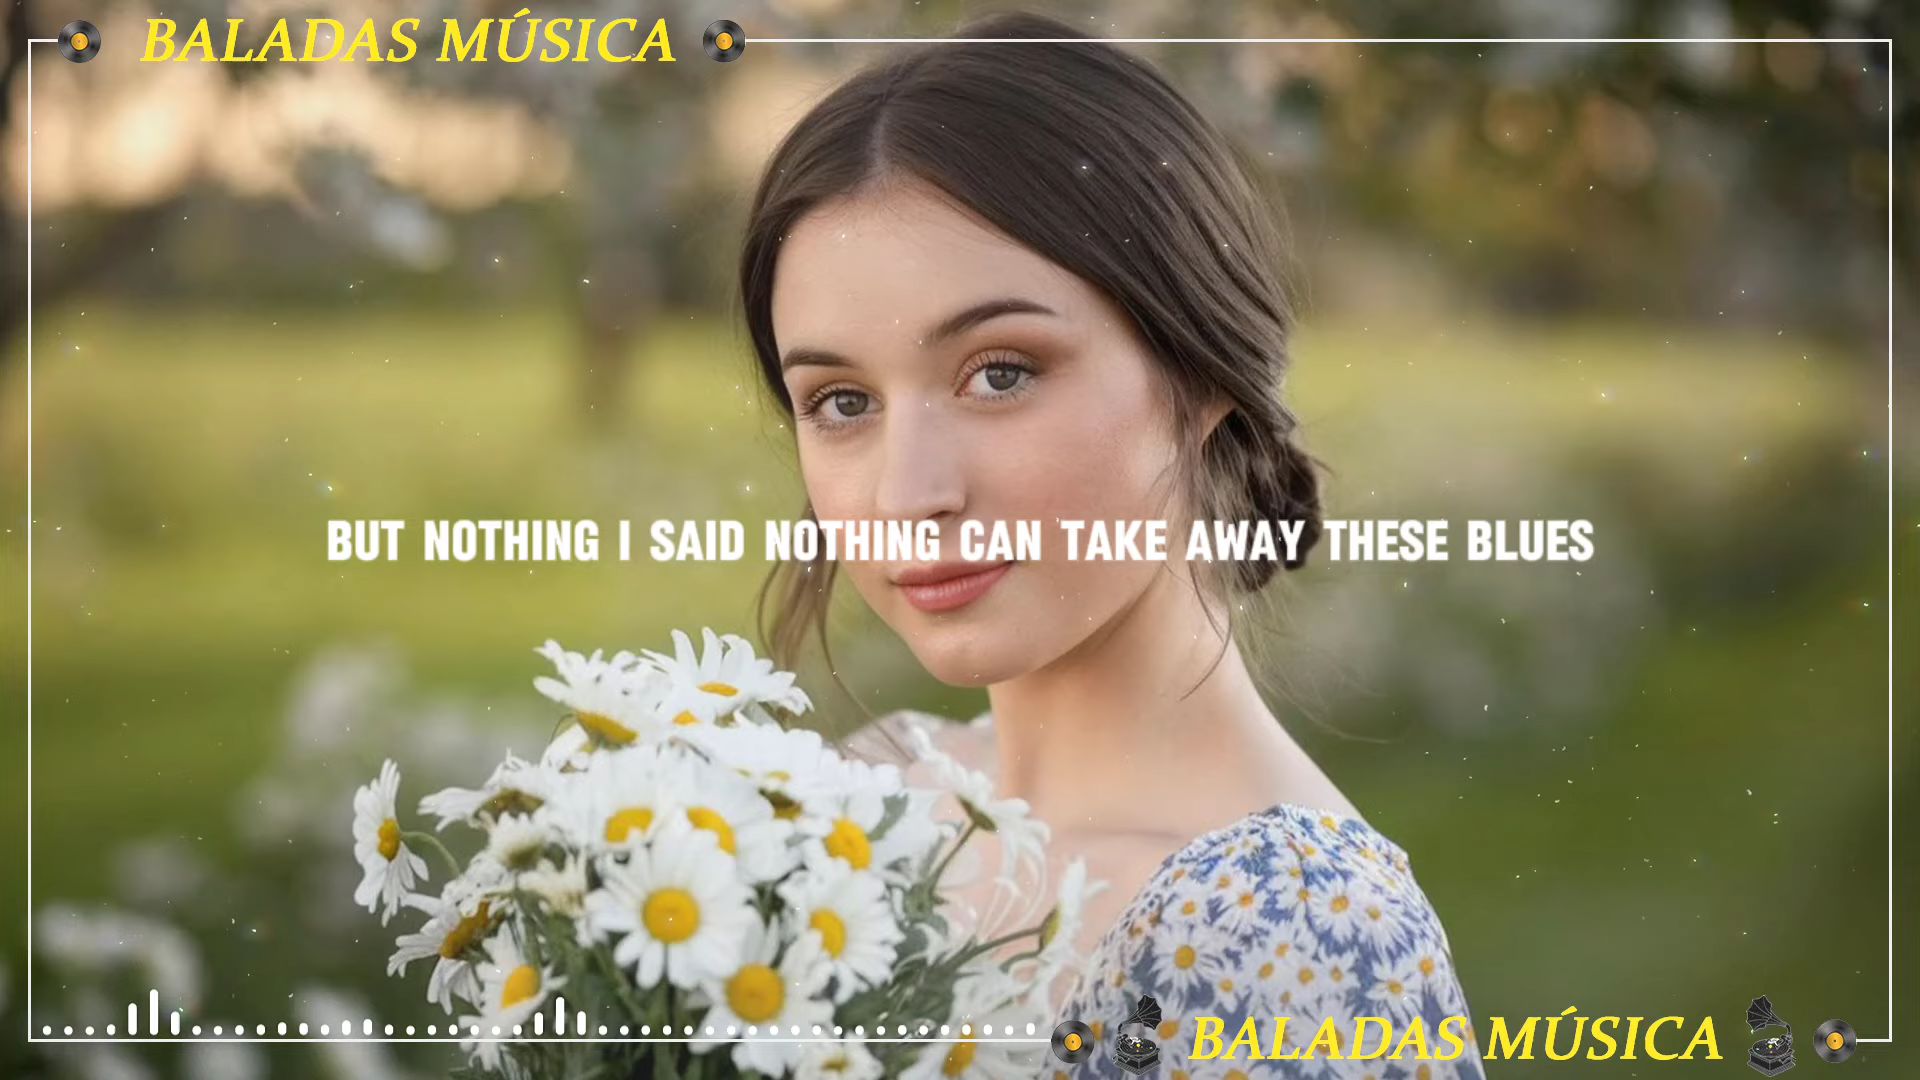 BALADAS MÚSICA
BUT NOTHING I SAID NOTHING CAN TAKE AWAY THESE BLUES
BALADAS MÚSICA